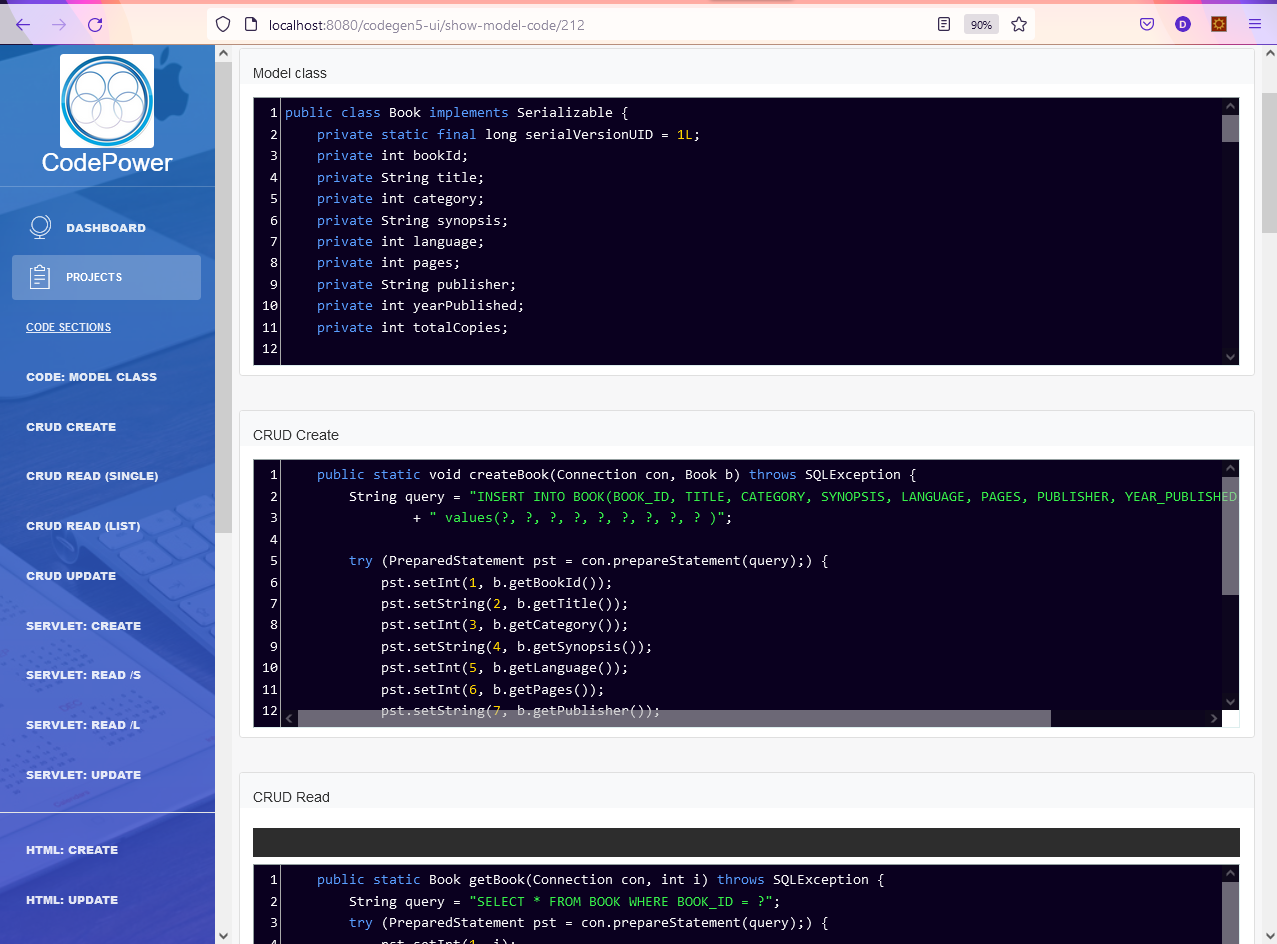 localhost:8080/codegen5-ui/show-model-code/212
90%
D
CodePower
DASHBOARD
PROJECTS
CODE SECTIONS
CODE: MODEL CLASS
CRUD CREATE
CRUD READ (SINGLE)
CRUD READ (LIST)
CRUD UPDATE
SERVLET: CREATE
SERVLET: READ /S
SERVLET: READ /L
SERVLET: UPDATE
HTML: CREATE
HTML: UPDATE
Model class
1 public class Book implements Serializable {
2     private static final long serialVersionUID = 1L;
3     private int bookId;
4     private String title;
5     private int category;
6     private String synopsis;
7     private int language;
8     private int pages;
9     private String publisher;
10     private int yearPublished;
11     private int totalCopies;
12
CRUD Create
1     public static void createBook(Connection con, Book b) throws SQLException {
2         String query = "INSERT INTO BOOK(BOOK_ID, TITLE, CATEGORY, SYNOPSIS, LANGUAGE, PAGES, PUBLISHER, YEAR_PUBLISHED
3                 + " values(?, ?, ?, ?, ?, ?, ?, ?, ? )";
4
5         try (PreparedStatement pst = con.prepareStatement(query);) {
6             pst.setInt(1, b.getBookId());
7             pst.setString(2, b.getTitle());
8             pst.setInt(3, b.getCategory());
9             pst.setString(4, b.getSynopsis());
10             pst.setInt(5, b.getLanguage());
11             pst.setInt(6, b.getPages());
12             pst.setString(7, b.getPublisher());
CRUD Read
1     public static Book getBook(Connection con, int i) throws SQLException {
2         String query = "SELECT * FROM BOOK WHERE BOOK_ID = ?";
3         try (PreparedStatement pst = con.prepareStatement(query);) {
4             pst.setInt(1, i);